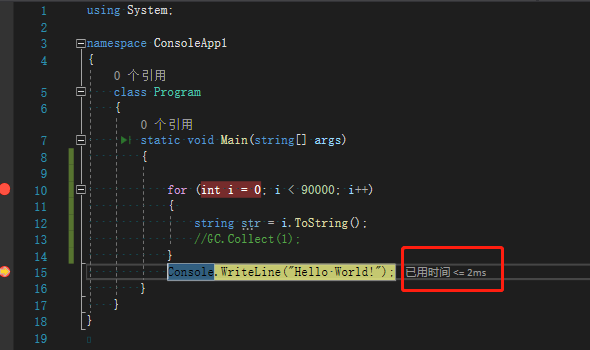 1 using System;
2
3 namespace ConsoleApp1
4 {
0 个引用
5 class Program
6 {
0 个引用
7 static void Main(string[] args)
8 {
9
10 for (int i = 0; i < 90000; i++)
11 {
12 string str = i.ToString();
13 //GC.Collect(1);
14 }
15 Console.WriteLine("Hello World!"); 已用时间 <= 2ms
16 }
17 }
18 }
19